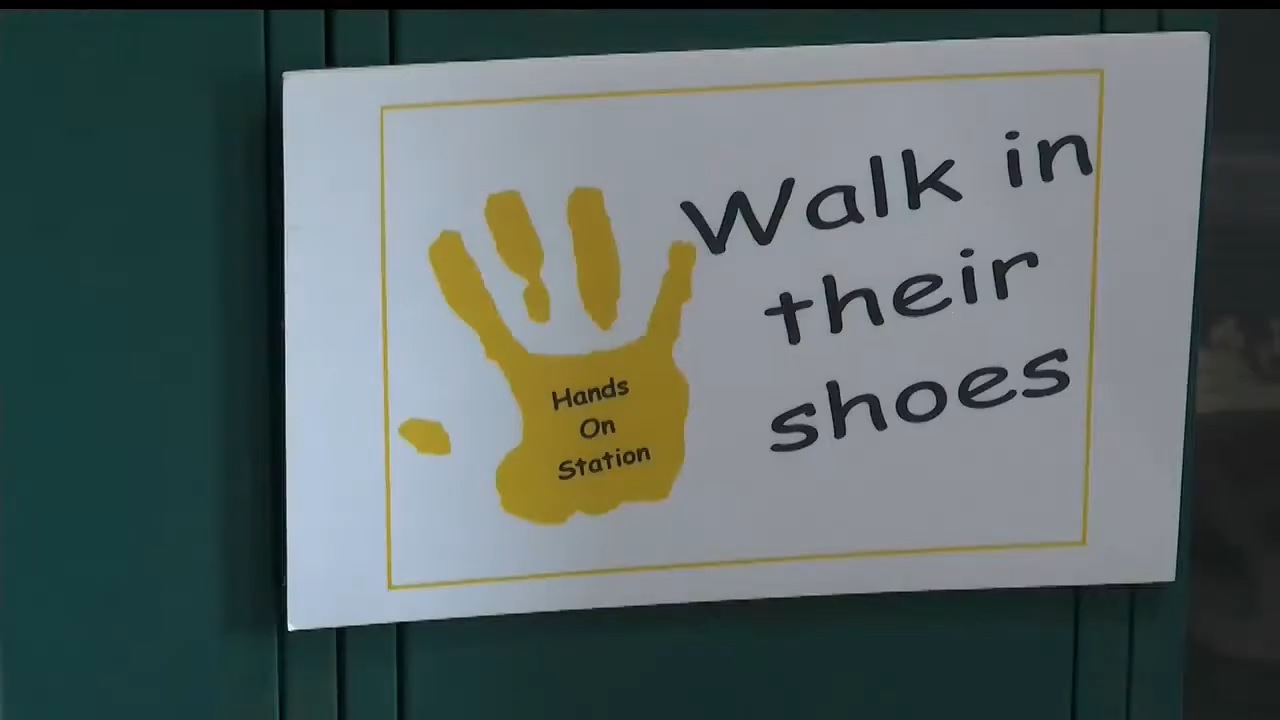 Walk in
their
shoes
Hands
On
Station